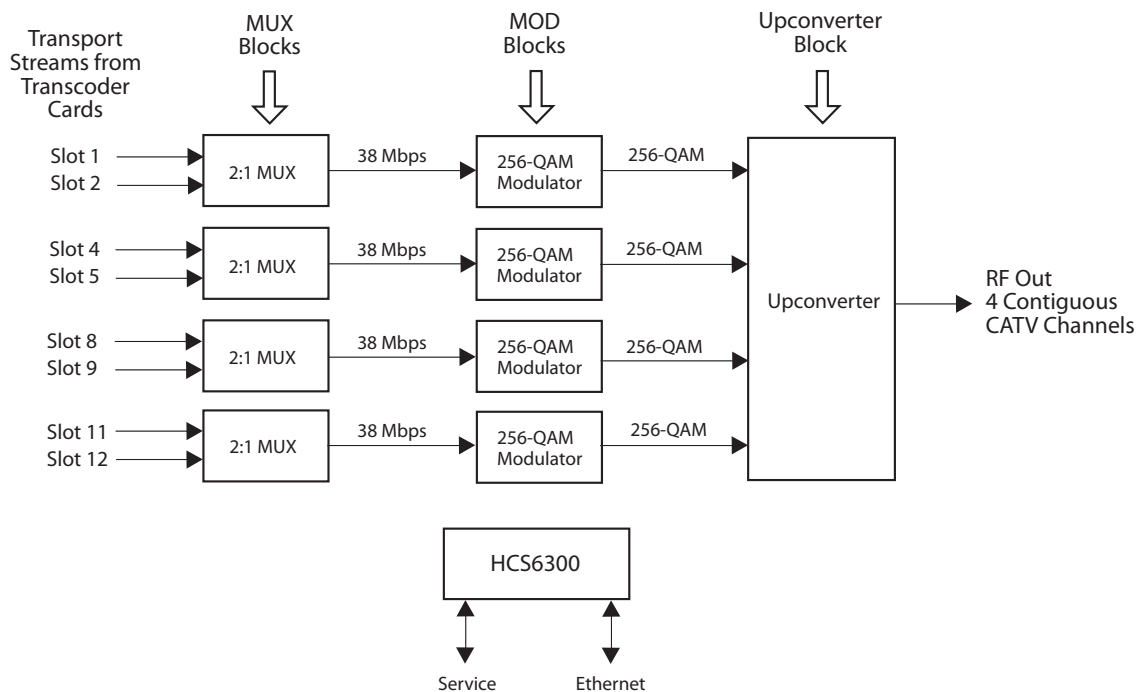 Transport
Streams from
Transcoder
Cards
MUX
Blocks
MOD
Blocks
Upconverter
Block
Slot 1
Slot 2
2:1 MUX
38 Mbps
256-QAM
Modulator
256-QAM
Slot 4
Slot 5
2:1 MUX
38 Mbps
256-QAM
Modulator
256-QAM
Slot 8
Slot 9
2:1 MUX
38 Mbps
256-QAM
Modulator
256-QAM
Slot 11
Slot 12
2:1 MUX
38 Mbps
256-QAM
Modulator
256-QAM
Upconverter
RF Out
4 Contiguous
CATV Channels
HCS6300
Service
Ethernet